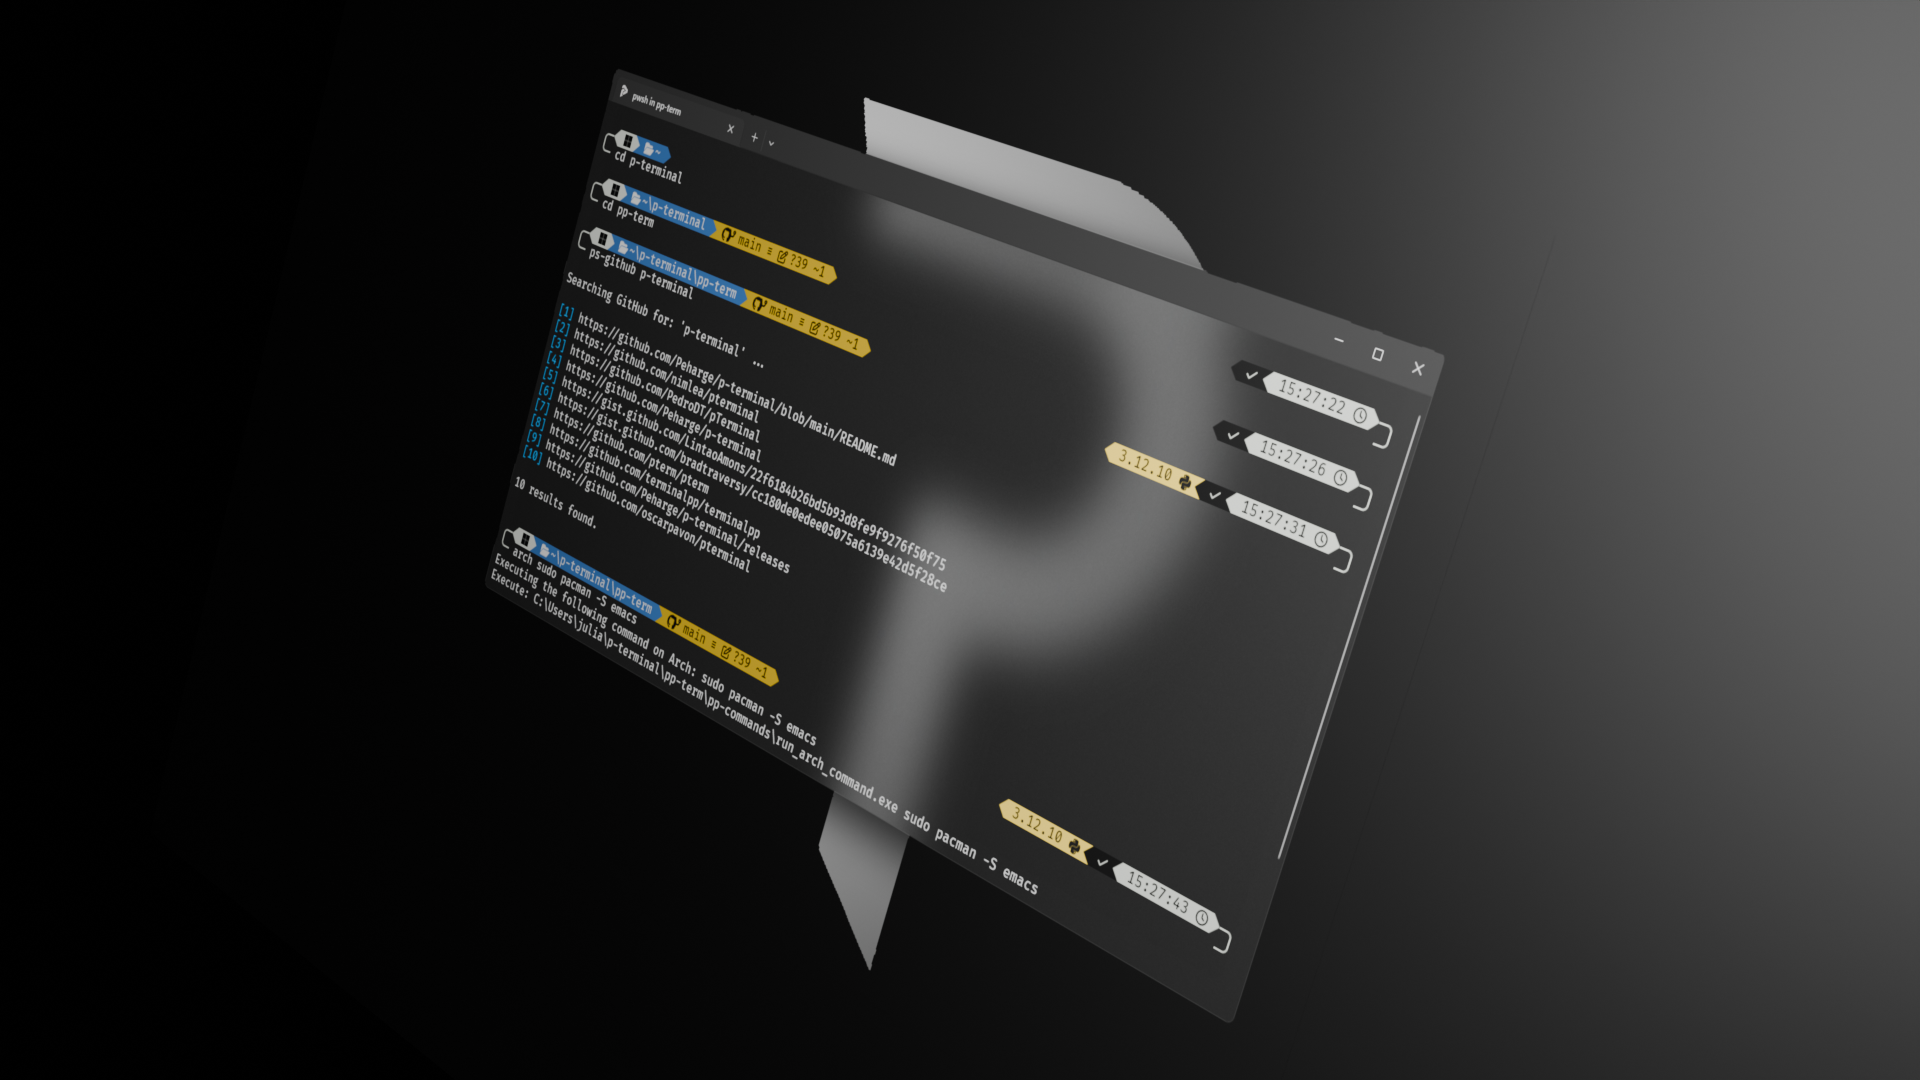 pwsh in pp-term
~
cd p-terminal
15:27:22
~\p-terminal main ≡ ?39 ~1
cd pp-term
15:27:26
~\p-terminal\pp-term main ≡ ?39 ~1
3.12.10 15:27:31
ps-github p-terminal
Searching GitHub for: 'p-terminal' ...
[1] https://github.com/Peharge/p-terminal/blob/main/README.md
[2] https://github.com/nimlea/pterminal
[3] https://github.com/PedroDT/pTerminal
[4] https://github.com/Peharge/p-terminal
[5] https://gist.github.com/LintaoAmons/22f6184b26bd5b93d8fe9f9276f50f75
[6] https://gist.github.com/bradtraversy/cc180de0edee05075a6139e42d5f28ce
[7] https://github.com/pterm/pterm
[8] https://github.com/terminalpp/terminalpp
[9] https://github.com/Peharge/p-terminal/releases
[10] https://github.com/oscarpavon/pterminal
10 results found.
~\p-terminal\pp-term main ≡ ?39 ~1
3.12.10 15:27:43
arch sudo pacman -S emacs
Executing the following command on Arch: sudo pacman -S emacs
Execute: C:\Users\julia\p-terminal\pp-term\pp-commands\run_arch_command.exe sudo pacman -S emacs